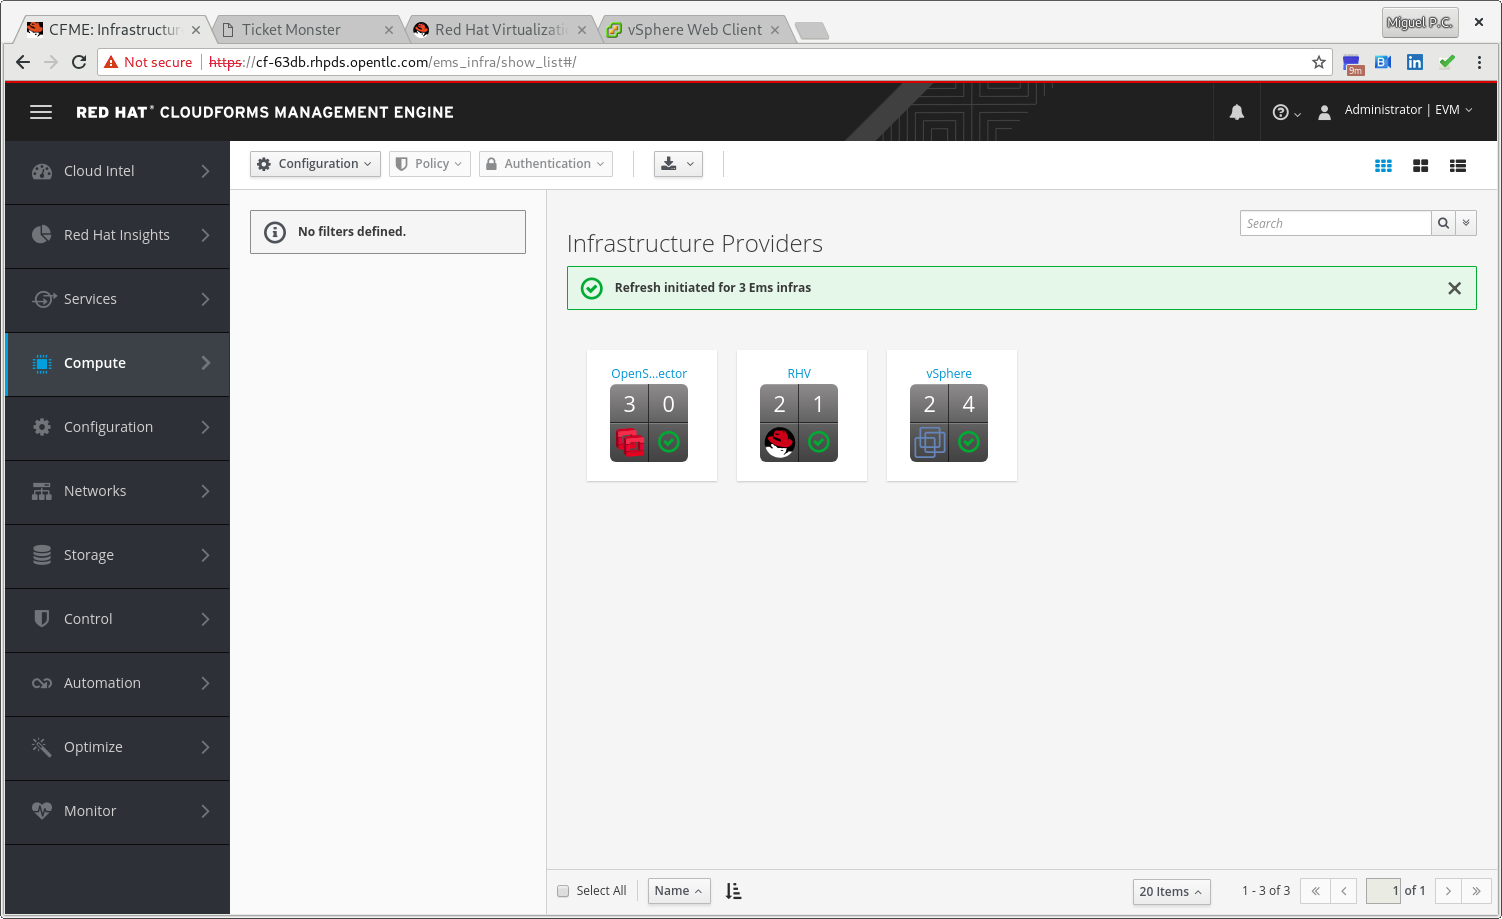 CFME: Infrastructur
Ticket Monster
Red Hat Virtualizati
vSphere Web Client
Miguel P.C.
Not secure
https://cf-63db.rhpds.opentlc.com/ems_infra/show_list#/
9m
RED HAT® CLOUDFORMS MANAGEMENT ENGINE
Administrator | EVM
Cloud Intel
Red Hat Insights
Services
Compute
Configuration
Networks
Storage
Control
Automation
Optimize
Monitor
Configuration
Policy
Authentication
No filters defined.
Search
Infrastructure Providers
Refresh initiated for 3 Ems infras
OpenS...ector
3 0
RHV
2 1
vSphere
2 4
Select All
Name
20 Items
1 - 3 of 3
1 of 1